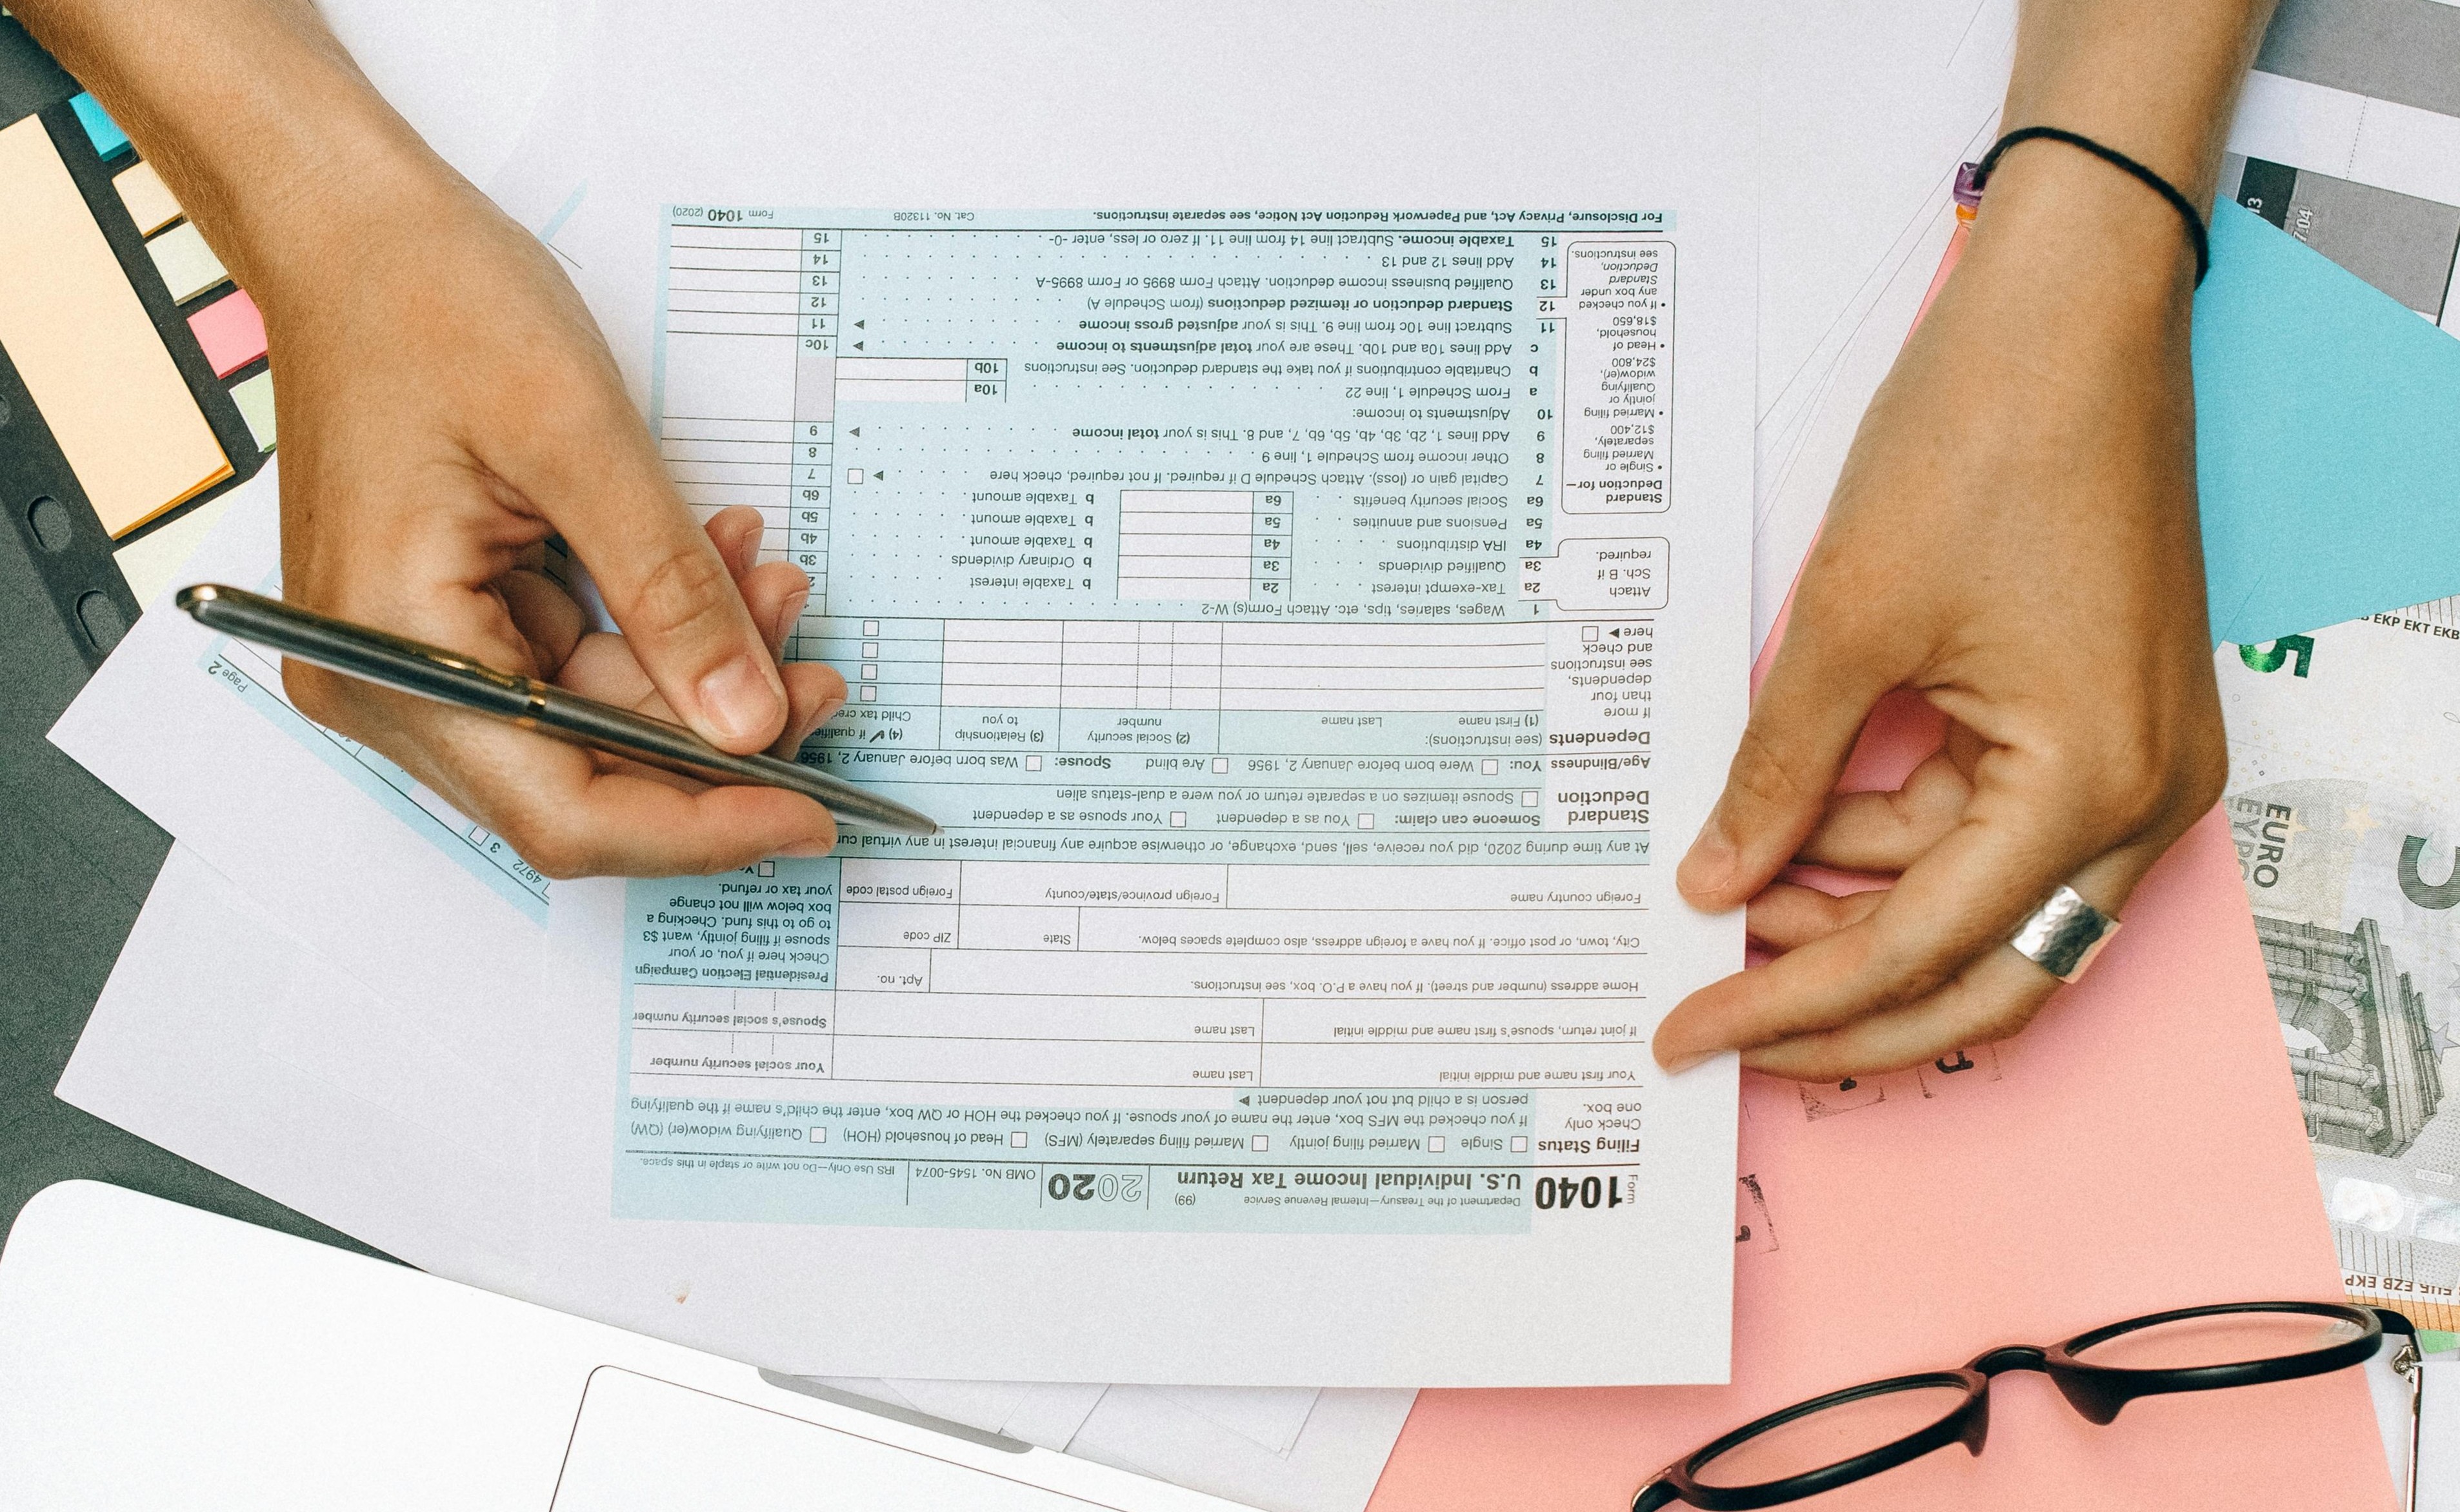 Form 1040 Department of the Treasury—Internal Revenue Service (99)
U.S. Individual Income Tax Return 2020 OMB No. 1545-0074 IRS Use Only—Do not write or staple in this space.
Filing Status Single Married filing jointly Married filing separately (MFS) Head of household (HOH) Qualifying widow(er) (QW)
Check only
one box.
If you checked the MFS box, enter the name of your spouse. If you checked the HOH or QW box, enter the child's name if the qualifying
person is a child but not your dependent ▶
Your first name and middle initial Last name Your social security number
If joint return, spouse's first name and middle initial Last name Spouse's social security number
Home address (number and street). If you have a P.O. box, see instructions. Apt. no.
City, town, or post office. If you have a foreign address, also complete spaces below. State ZIP code
Foreign country name Foreign province/state/county Foreign postal code
Presidential Election Campaign
Check here if you, or your
spouse if filing jointly, want $3
to go to this fund. Checking a
box below will not change
your tax or refund.
At any time during 2020, did you receive, sell, send, exchange, or otherwise acquire any financial interest in any virtual
Standard
Deduction
Someone can claim: You as a dependent Your spouse as a dependent
Spouse itemizes on a separate return or you were a dual-status alien
Age/Blindness You: Were born before January 2, 1956 Are blind Spouse: Was born before January 2, 1956
Dependents (see instructions):
(1) First name Last name
(2) Social security
number
(3) Relationship
to you
(4) ✓ if
Child tax
If more
than four
dependents,
see instructions
and check
here ▶
1 Wages, salaries, tips, etc. Attach Form(s) W-2
Attach
Sch. B if
required.
2a Tax-exempt interest 2a b Taxable interest
3a Qualified dividends 3a b Ordinary dividends 3b
4a IRA distributions 4a b Taxable amount 4b
5a Pensions and annuities 5a b Taxable amount 5b
6a Social security benefits 6a b Taxable amount 6b
7 Capital gain or (loss). Attach Schedule D if required. If not required, check here ▶ 7
8 Other income from Schedule 1, line 9 8
9 Add lines 1, 2b, 3b, 4b, 5b, 6b, 7, and 8. This is your total income ▶ 9
10 Adjustments to income:
a From Schedule 1, line 22 10a
b Charitable contributions if you take the standard deduction. See instructions 10b
c Add lines 10a and 10b. These are your total adjustments to income ▶ 10c
11 Subtract line 10c from line 9. This is your adjusted gross income ▶ 11
12 Standard deduction or itemized deductions (from Schedule A) 12
13 Qualified business income deduction. Attach Form 8995 or Form 8995-A 13
14 Add lines 12 and 13 14
15 Taxable income. Subtract line 14 from line 11. If zero or less, enter -0- 15
Standard
Deduction for—
• Single or
Married filing
separately,
$12,400
• Married filing
jointly or
Qualifying
widow(er),
$24,800
• Head of
household,
$18,650
• If you checked
any box under
Standard
Deduction,
see instructions.
For Disclosure, Privacy Act, and Paperwork Reduction Act Notice, see separate instructions. Cat. No. 11320B Form 1040 (2020)
Page 2
4972 3
EKP EKT EKB
5
EURO
EYPO
5
EZB EKP